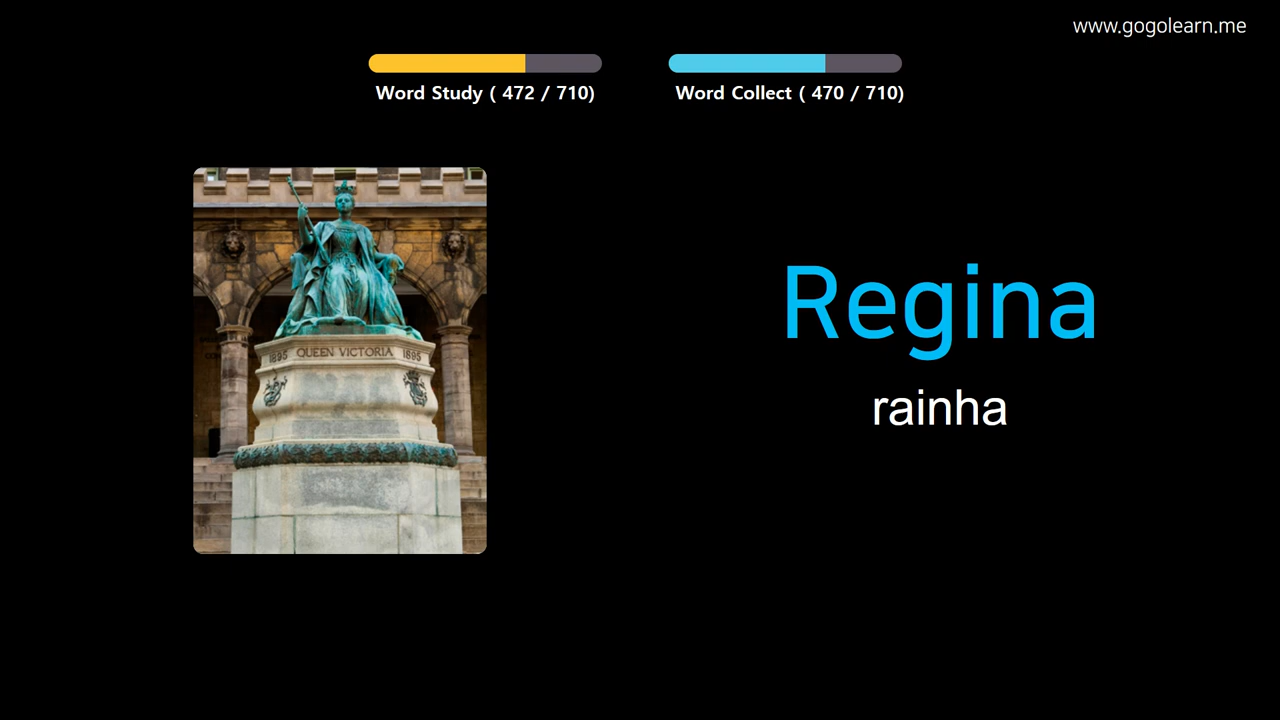 www.gogolearn.me
Word Study ( 472 / 710)
Word Collect ( 470 / 710)
1895 QUEEN VICTORIA 1895
Regina
rainha